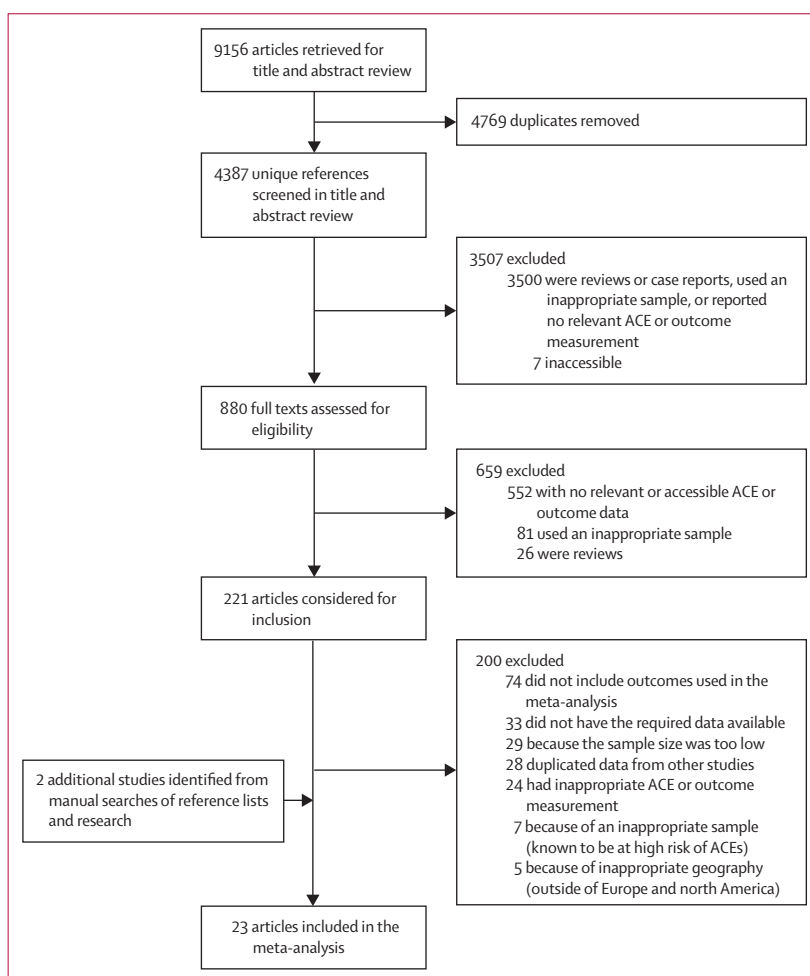 9156 articles retrieved for
title and abstract review
4769 duplicates removed
4387 unique references
screened in title and
abstract review
3507 excluded
3500 were reviews or case reports, used an
inappropriate sample, or reported
no relevant ACE or outcome
measurement
7 inaccessible
880 full texts assessed for
eligibility
659 excluded
552 with no relevant or accessible ACE or
outcome data
81 used an inappropriate sample
26 were reviews
221 articles considered for
inclusion
200 excluded
74 did not include outcomes used in the
meta-analysis
33 did not have the required data available
29 because the sample size was too low
28 duplicated data from other studies
24 had inappropriate ACE or outcome
measurement
7 because of an inappropriate sample
(known to be at high risk of ACEs)
5 because of inappropriate geography
(outside of Europe and north America)
2 additional studies identified from
manual searches of reference lists
and research
23 articles included in the
meta-analysis